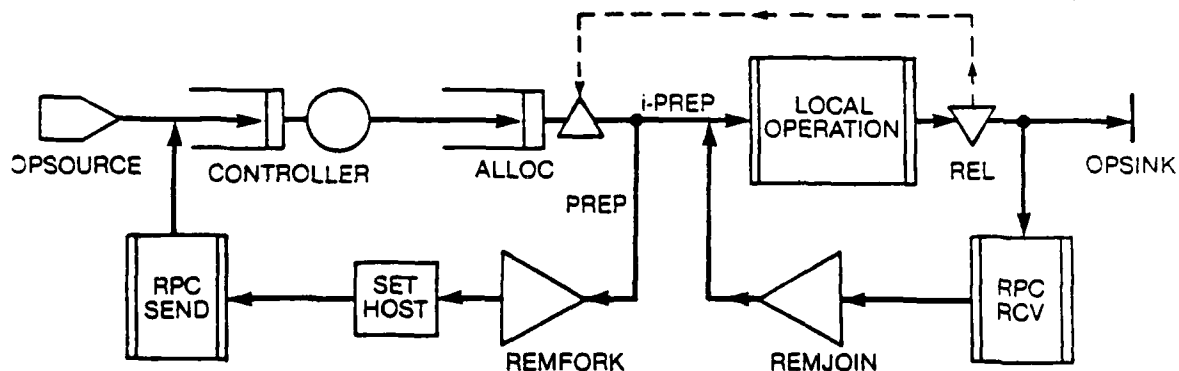 i-PREP
LOCAL
OPERATION
OPSOURCE
CONTROLLER
ALLOC
REL
OPSINK
PREP
RPC
SEND
SET
HOST
REMFORK
REMJOIN
RPC
RCV